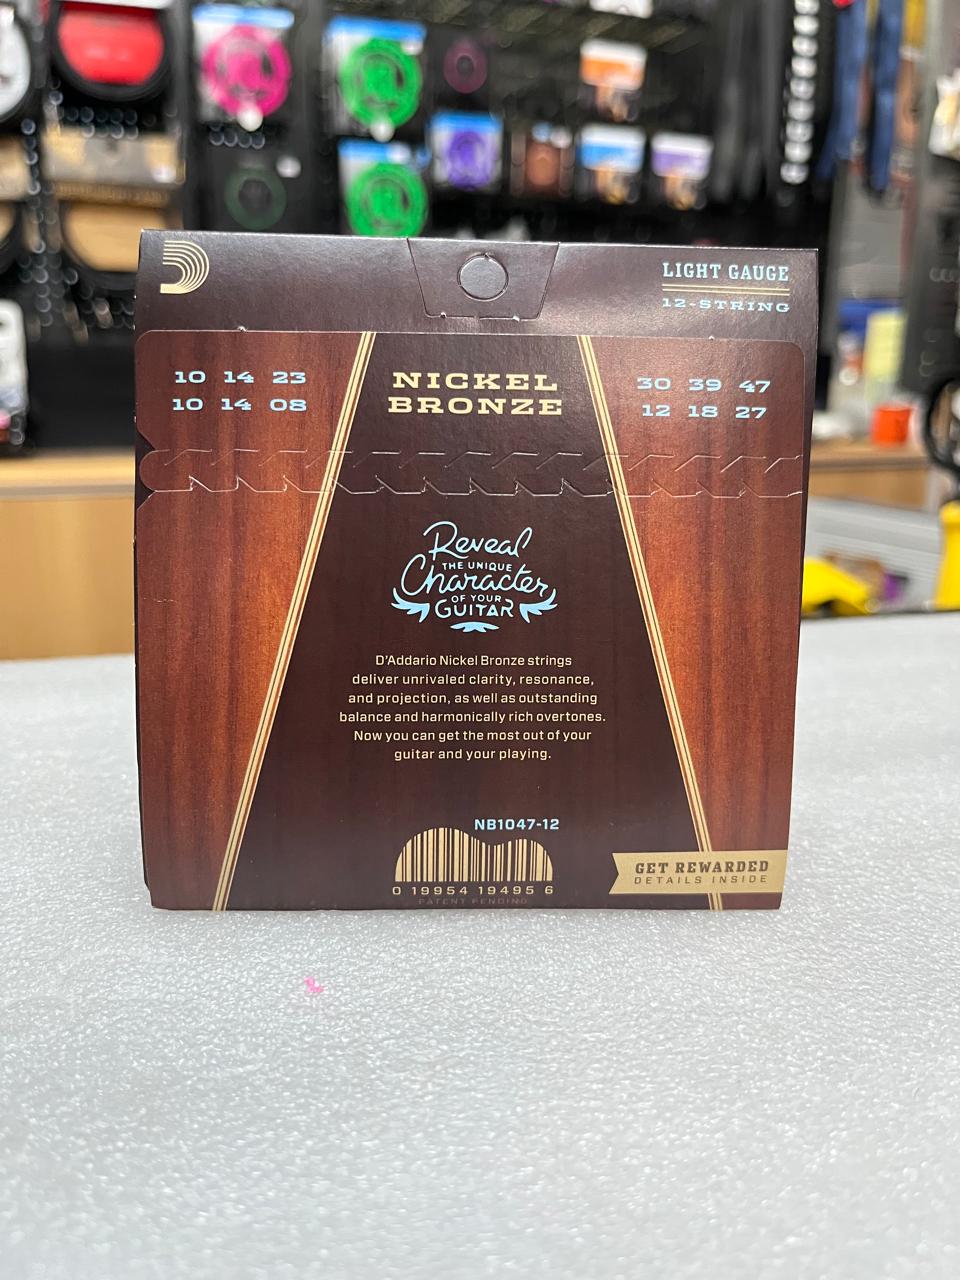 LIGHT GAUGE
12-STRING
10 14 23
10 14 08
NICKEL
BRONZE
30 39 47
12 18 27
Reveal
THE UNIQUE
Character
OF YOUR
GUITAR
D'Addario Nickel Bronze strings
deliver unrivaled clarity, resonance,
and projection, as well as outstanding
balance and harmonically rich overtones.
Now you can get the most out of your
guitar and your playing.
NB1047-12
0 19954 19495 6
PATENT PENDING
GET REWARDED
DETAILS INSIDE